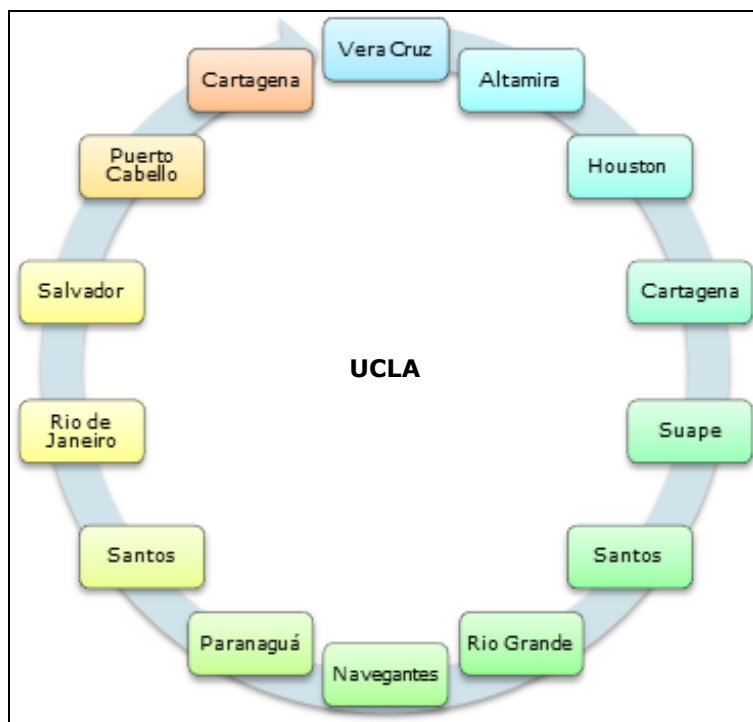 Vera Cruz
Altamira
Houston
Cartagena
Suape
Santos
Rio Grande
Navegantes
Paranaguá
Santos
Rio de
Janeiro
Salvador
Puerto
Cabello
Cartagena
UCLA